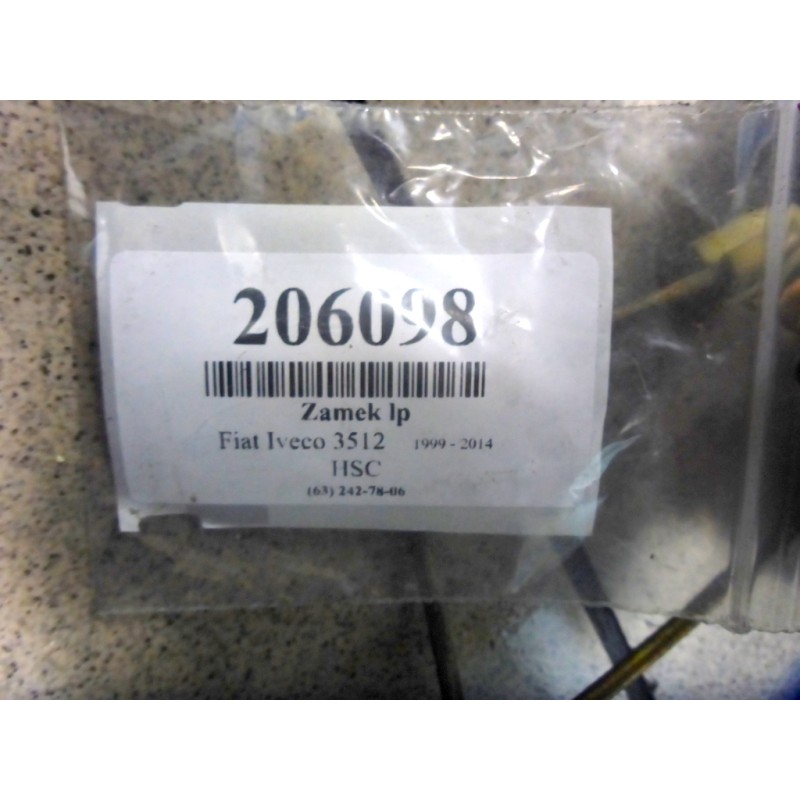 206098
Zamek lp
Fiat Iveco 3512 1999 - 2014
HSC
(63) 242-78-06